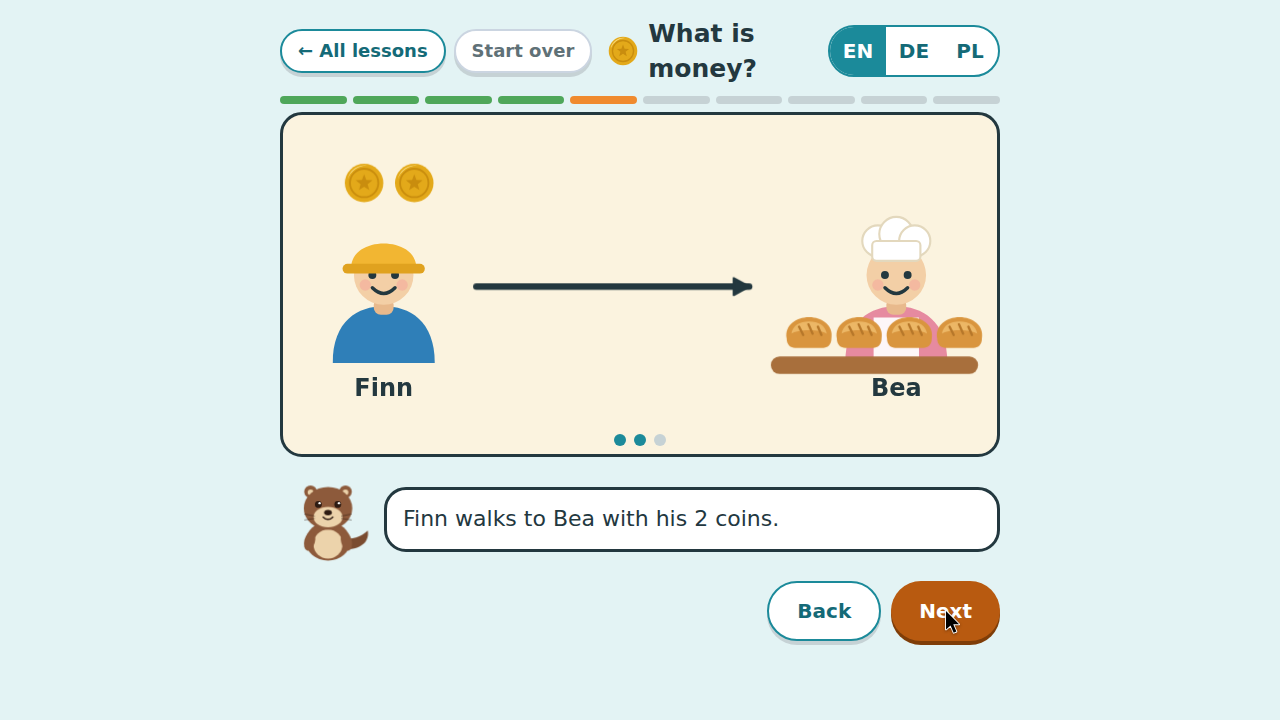 ← All lessons
Start over
What is
money?
EN
DE
PL
Finn
Bea
Finn walks to Bea with his 2 coins.
Back
Next